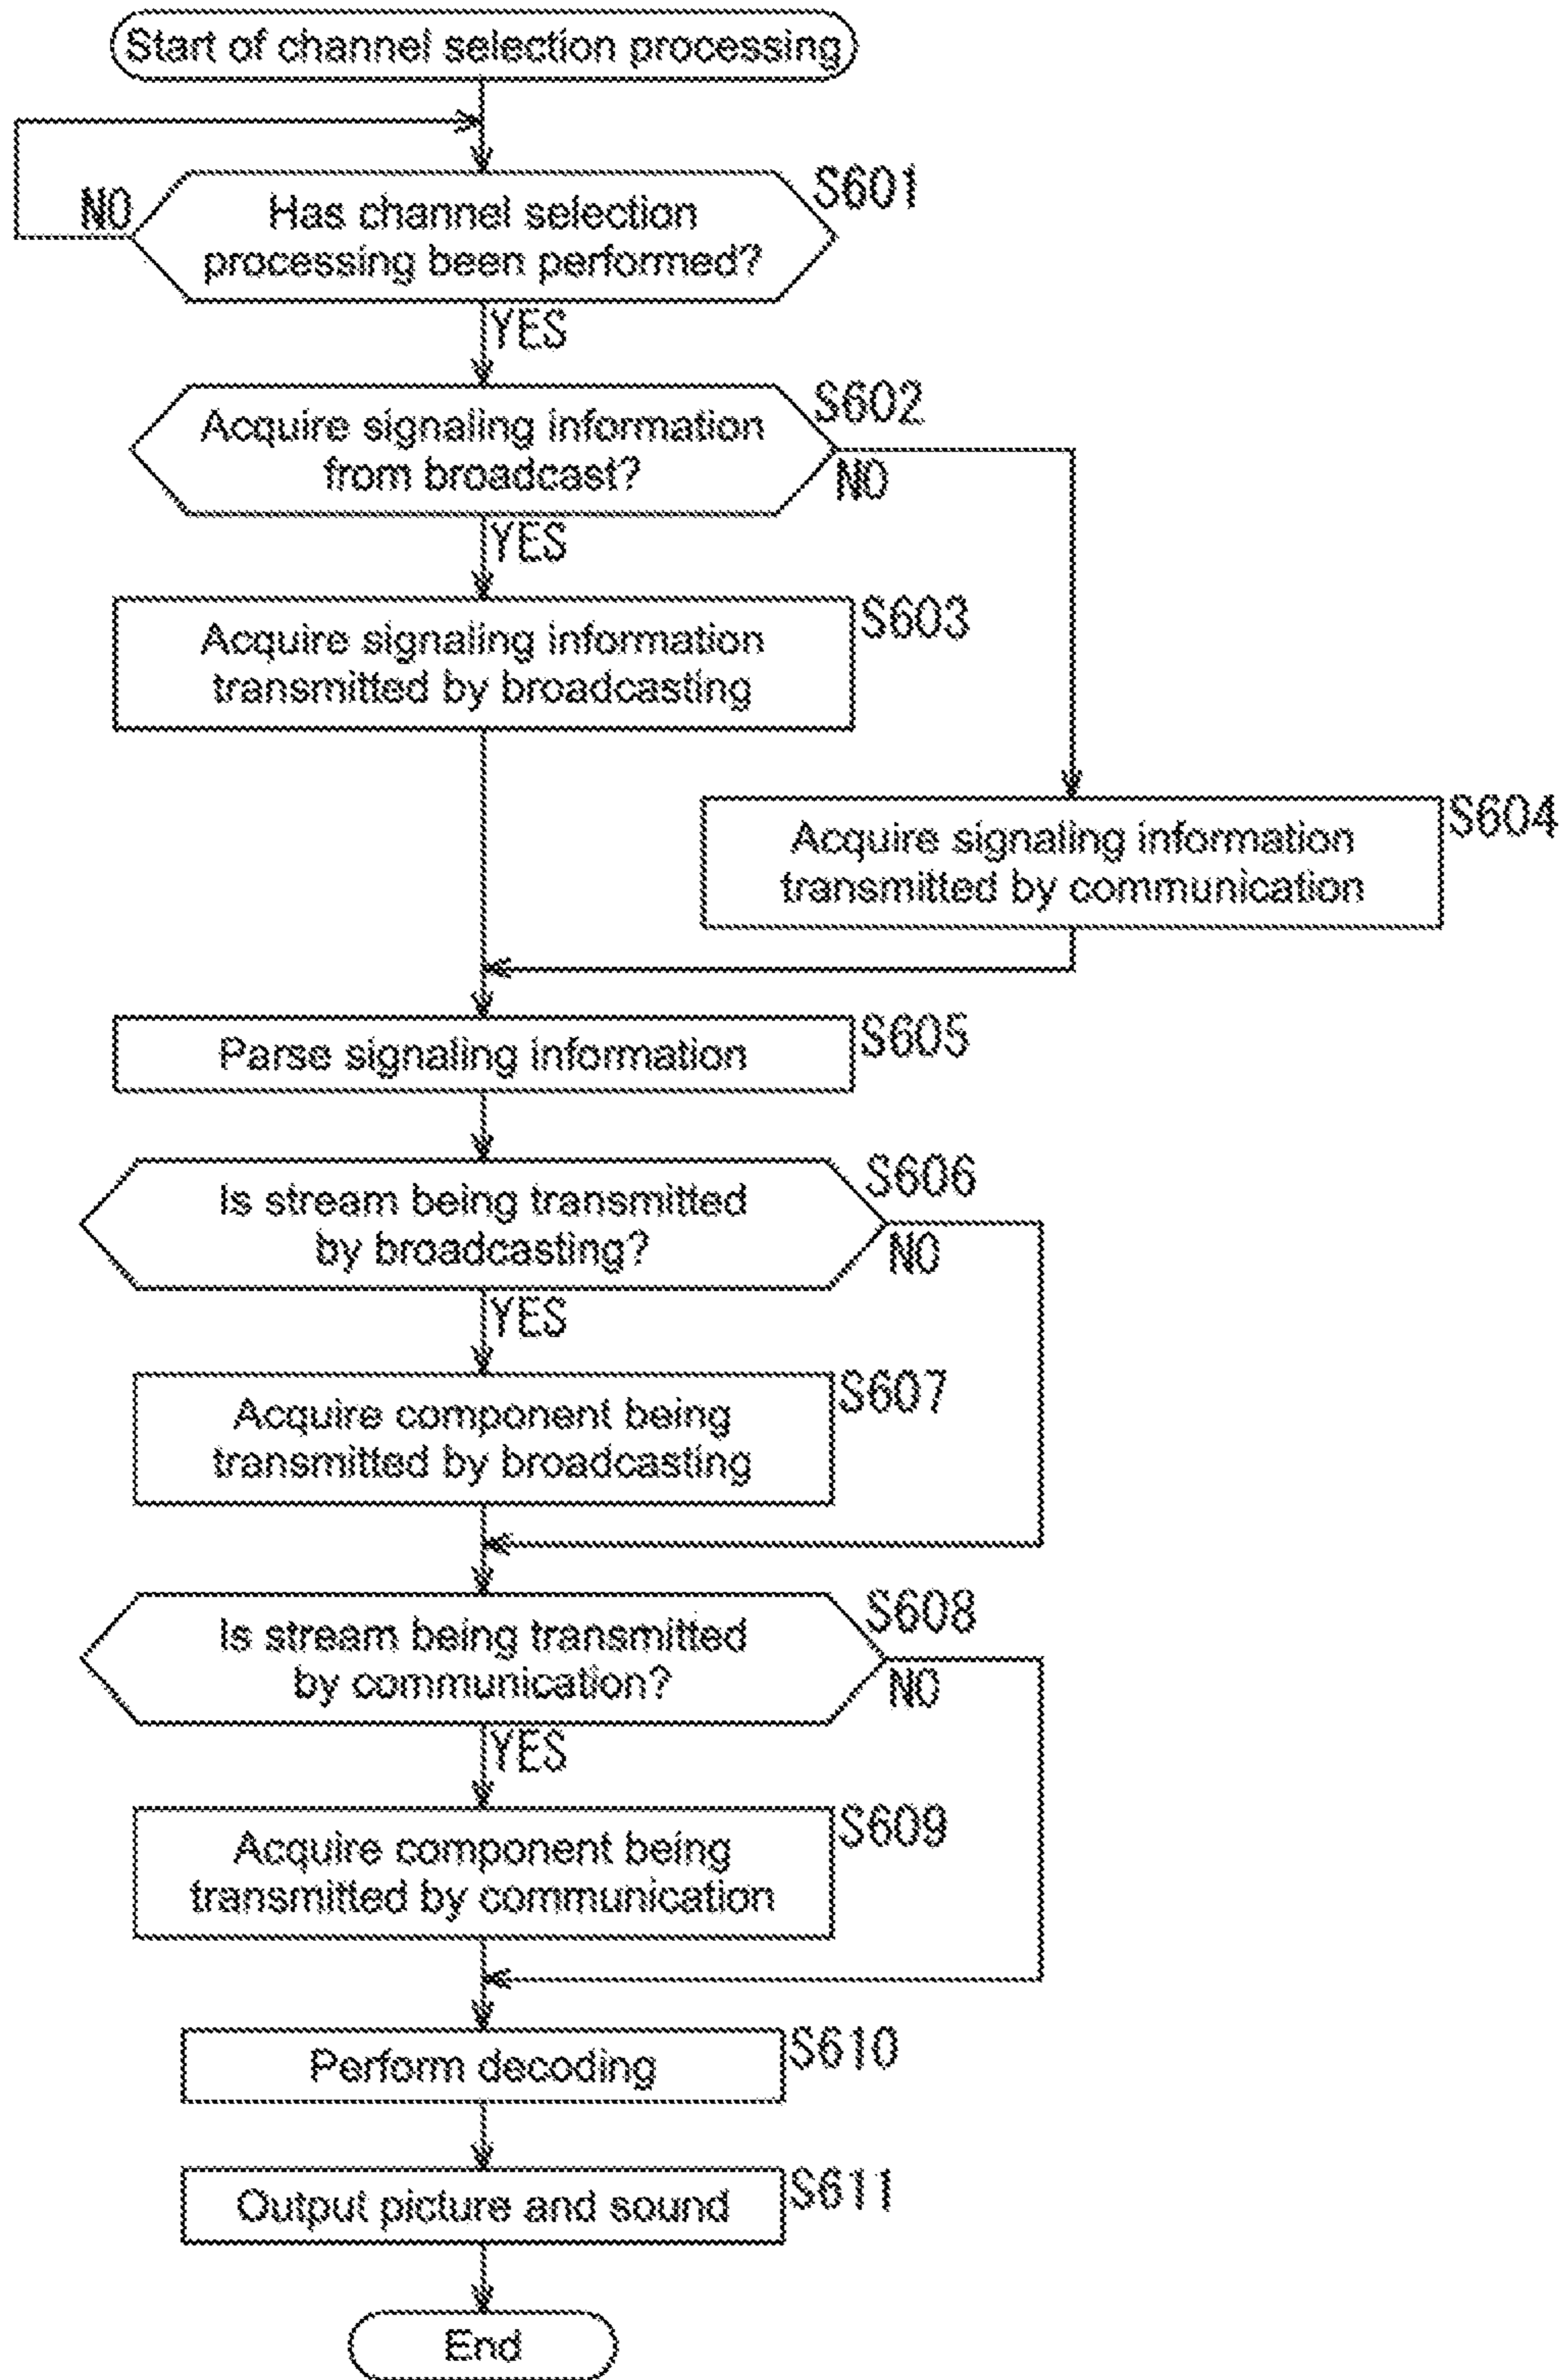 Start of channel selection processing
NO
S601
Has channel selection
processing been performed?
YES
S602
Acquire signaling information
from broadcast?
NO
YES
S603
Acquire signaling information
transmitted by broadcasting
S604
Acquire signaling information
transmitted by communication
S605
Parse signaling information
S606
Is stream being transmitted
by broadcasting?
NO
YES
S607
Acquire component being
transmitted by broadcasting
S608
Is stream being transmitted
by communication?
NO
YES
S609
Acquire component being
transmitted by communication
S610
Perform decoding
S611
Output picture and sound
End